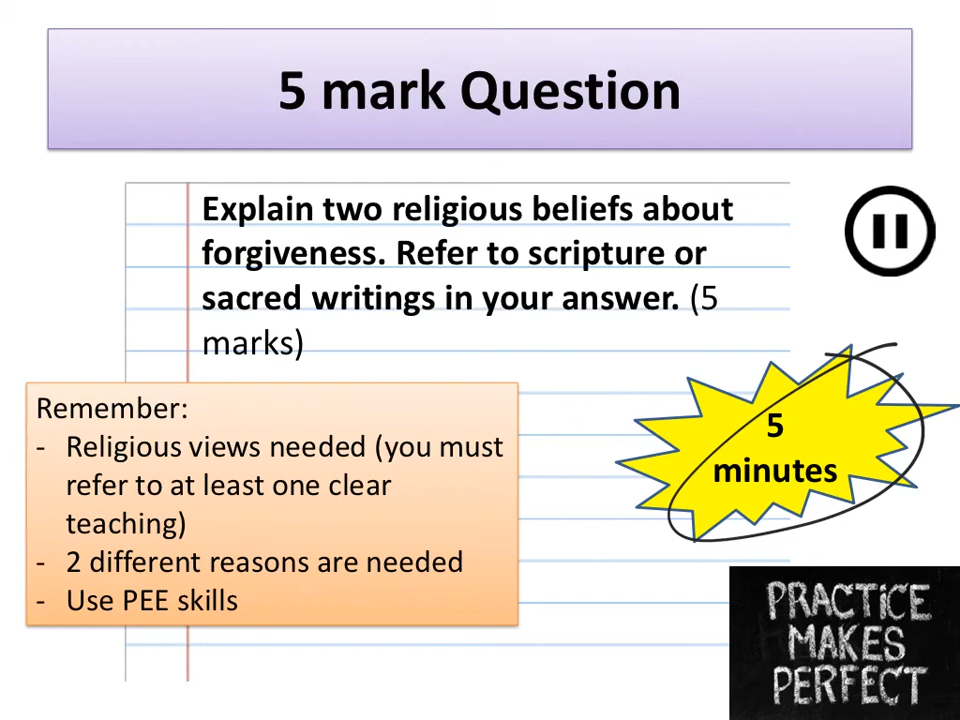 5 mark Question
Explain two religious beliefs about
forgiveness. Refer to scripture or
sacred writings in your answer. (5
marks)
Remember:
- Religious views needed (you must
refer to at least one clear
teaching)
- 2 different reasons are needed
- Use PEE skills
5
minutes
PRACTiCE
MAKES
PERFECT